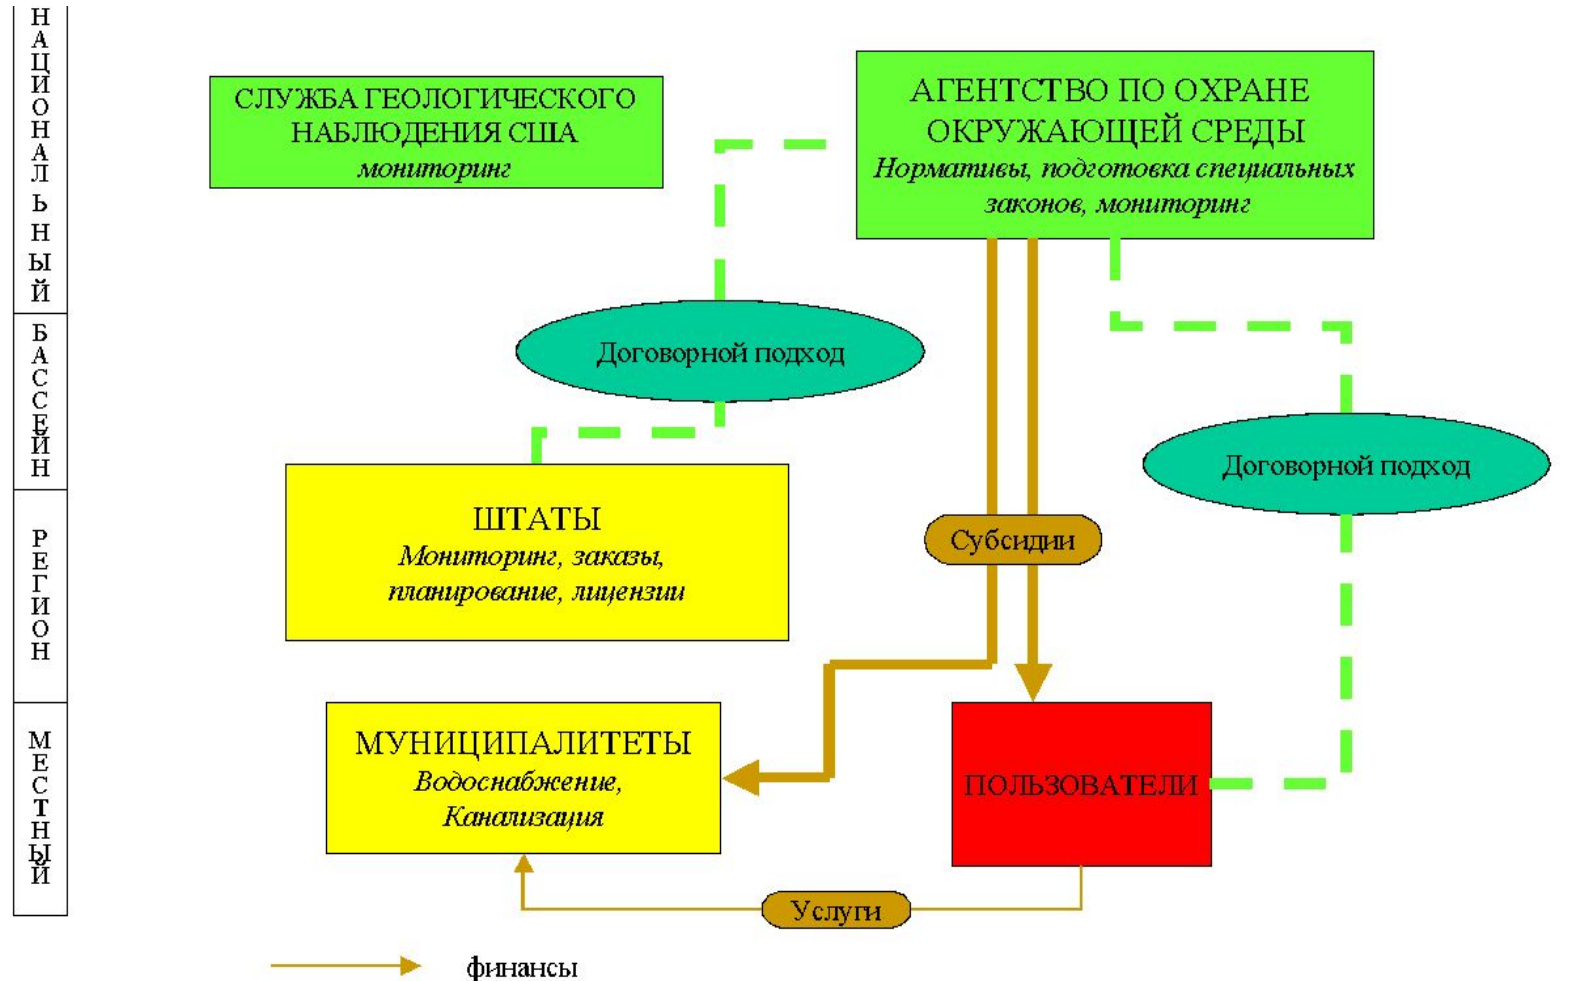 НАЦИОНАЛЬНЫЙ
СЛУЖБА ГЕОЛОГИЧЕСКОГО
НАБЛЮДЕНИЯ США
мониторинг
АГЕНТСТВО ПО ОХРАНЕ
ОКРУЖАЮЩЕЙ СРЕДЫ
Нормативы, подготовка специальных
законов, мониторинг
БАССЕЙН
Договорной подход
Договорной подход
РЕГИОН
ШТАТЫ
Мониторинг, заказы,
планирование, лицензии
Субсидии
МЕСТНЫЙ
МУНИЦИПАЛИТЕТЫ
Водоснабжение,
Канализация
ПОЛЬЗОВАТЕЛИ
Услуги
финансы